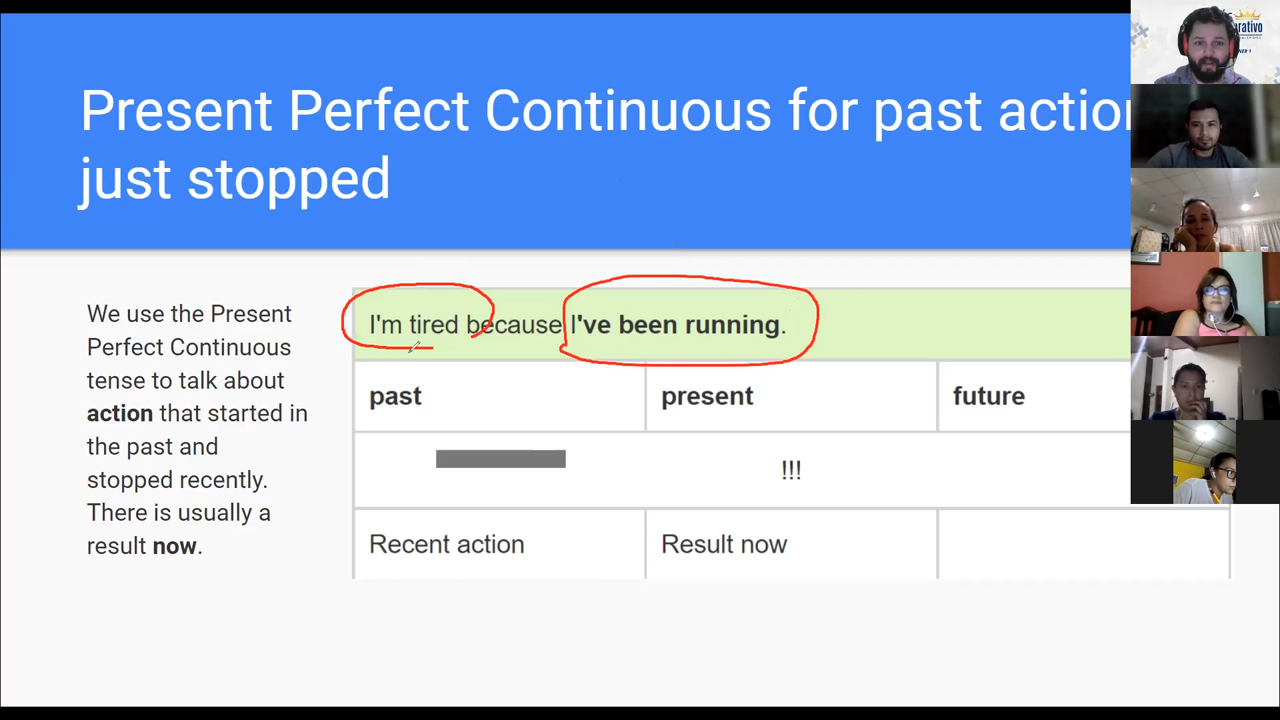 Present Perfect Continuous for past action
just stopped
We use the Present
Perfect Continuous
tense to talk about
action that started in
the past and
stopped recently.
There is usually a
result now.
I'm tired because I've been running.
past present future
!!!
Recent action Result now